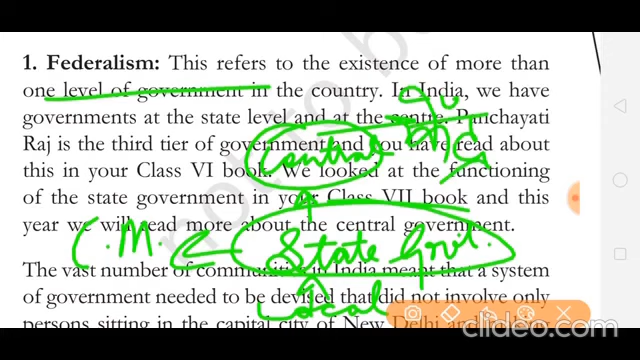 1. Federalism: This refers to the existence of more than
one level of government in the country. In India, we have
governments at the state level and at the centre. Panchayati
Raj is the third tier of government and you have read about
this in your Class VI book. We looked at the functioning
of the state government in your Class VII book and this
year we will read more about the central government.
The vast number of communities in India meant that a system
of government needed to be devised that did not involve only
persons sitting in the capital city of New Delhi and
Central
C.M.
State Govt.
Local
not to be
clideo.com